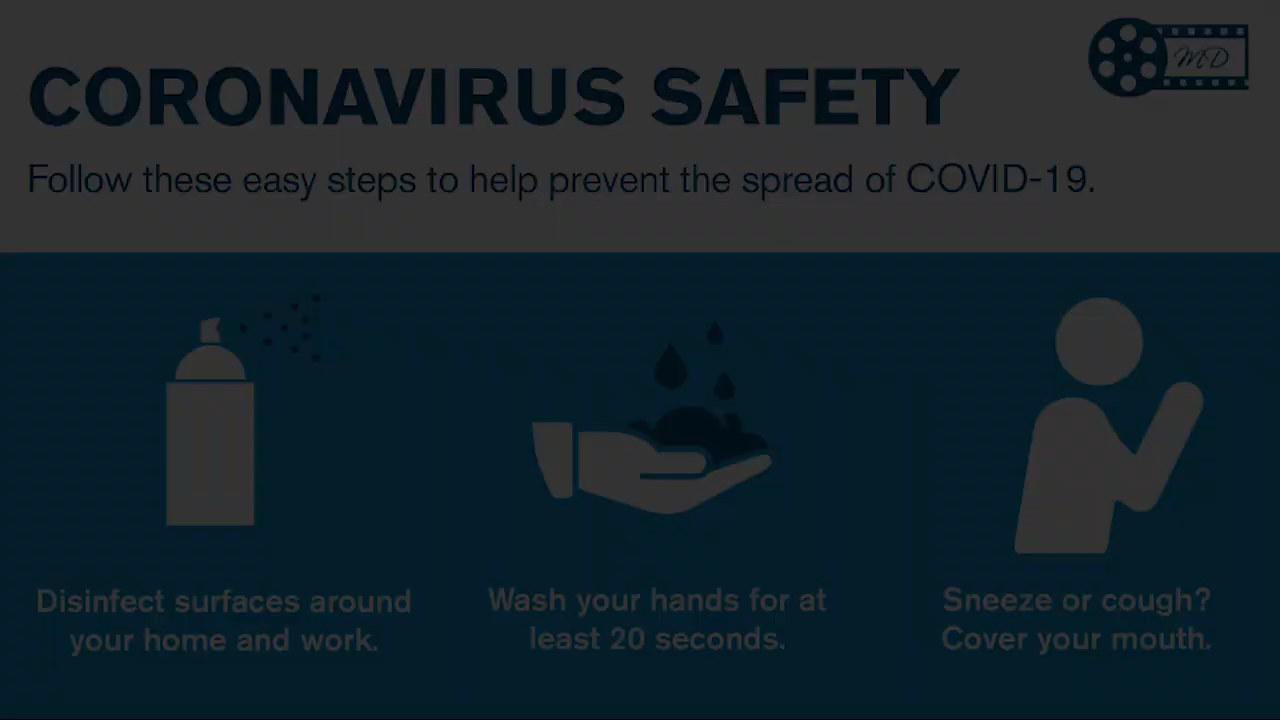 MD
CORONAVIRUS SAFETY
Follow these easy steps to help prevent the spread of COVID-19.
Disinfect surfaces around
your home and work.
Wash your hands for at
least 20 seconds.
Sneeze or cough?
Cover your mouth.